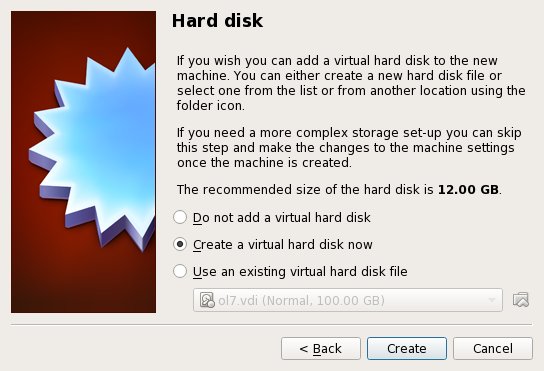 Hard disk
If you wish you can add a virtual hard disk to the new
machine. You can either create a new hard disk file or
select one from the list or from another location using the
folder icon.
If you need a more complex storage set-up you can skip
this step and make the changes to the machine settings
once the machine is created.
The recommended size of the hard disk is 12.00 GB.
Do not add a virtual hard disk
Create a virtual hard disk now
Use an existing virtual hard disk file
ol7.vdi (Normal, 100.00 GB)
< Back
Create
Cancel